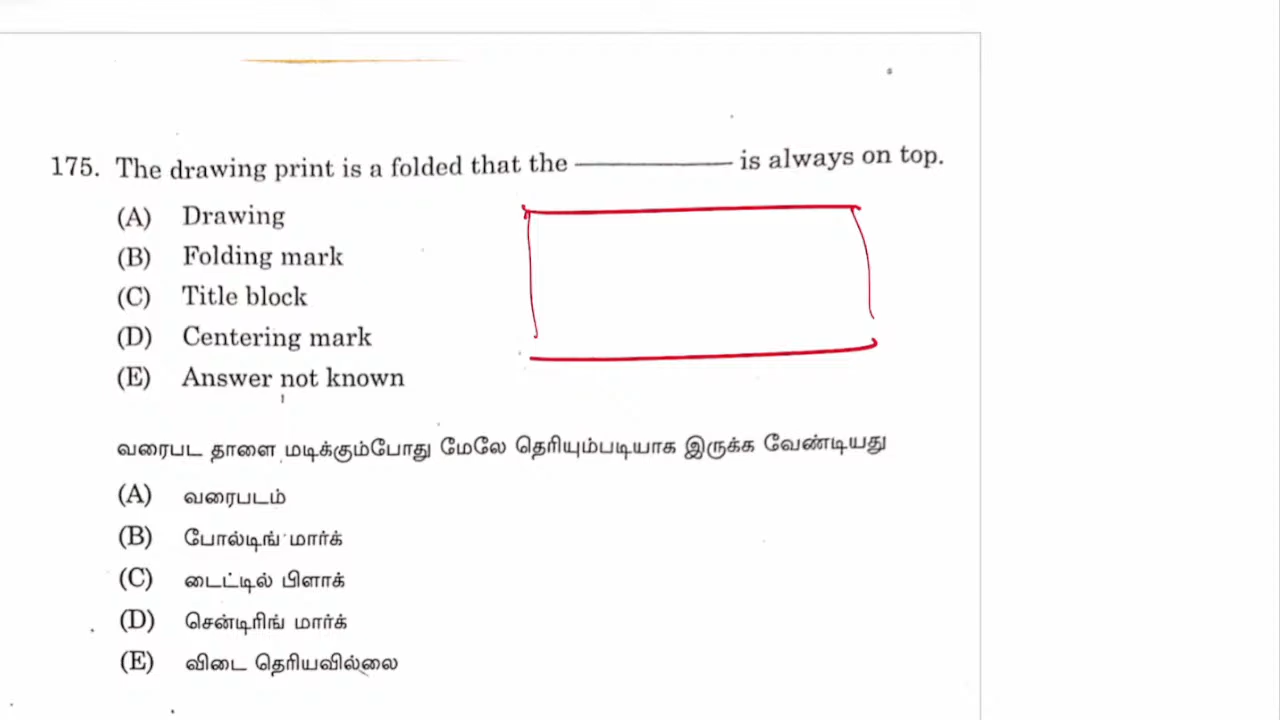 175. The drawing print is a folded that the ———— is always on top.
(A) Drawing
(B) Folding mark
(C) Title block
(D) Centering mark
(E) Answer not known
வரைபட தாளை மடிக்கும்போது மேலே தெரியும்படியாக இருக்க வேண்டியது
(A) வரைபடம்
(B) போல்டிங் மார்க்
(C) டைட்டில் பிளாக்
(D) சென்டிரிங் மார்க்
(E) விடை தெரியவில்லை